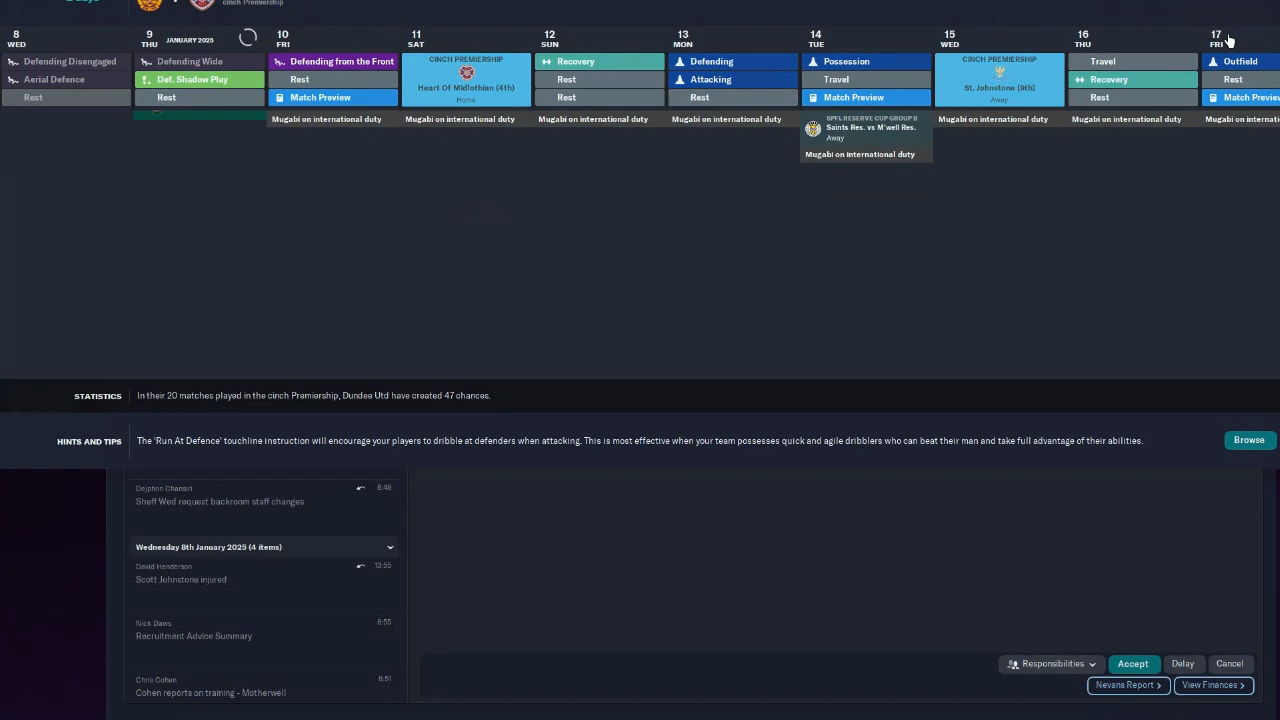 cinch Premiership
8
WED
9
THU JANUARY 2025
10
FRI
11
SAT
12
SUN
13
MON
14
TUE
15
WED
16
THU
17
FRI
Defending Disengaged
Aerial Defence
Rest
Defending Wide
Def. Shadow Play
Rest
Defending from the Front
Rest
Match Preview
Mugabi on international duty
CINCH PREMIERSHIP
Heart Of Midlothian (4th)
Home
Mugabi on international duty
Recovery
Rest
Rest
Mugabi on international duty
Defending
Attacking
Rest
Mugabi on international duty
Possession
Travel
Match Preview
SPFL RESERVE CUP GROUP B
Saints Res. vs M'well Res.
Away
Mugabi on international duty
CINCH PREMIERSHIP
St. Johnstone (9th)
Away
Mugabi on international duty
Travel
Recovery
Rest
Mugabi on international duty
Outfield
Rest
Match Preview
Mugabi on internationa
STATISTICS
In their 20 matches played in the cinch Premiership, Dundee Utd have created 47 chances.
HINTS AND TIPS
The 'Run At Defence' touchline instruction will encourage your players to dribble at defenders when attacking. This is most effective when your team possesses quick and agile dribblers who can beat their man and take full advantage of their abilities.
Browse
Dejphon Chansiri 8:48
Sheff Wed request backroom staff changes
Wednesday 8th January 2025 (4 items)
David Henderson 13:55
Scott Johnstone injured
Nick Daws 8:55
Recruitment Advice Summary
Chris Cohen 8:51
Cohen reports on training - Motherwell
Responsibilities
Accept
Delay
Cancel
Nevans Report
View Finances